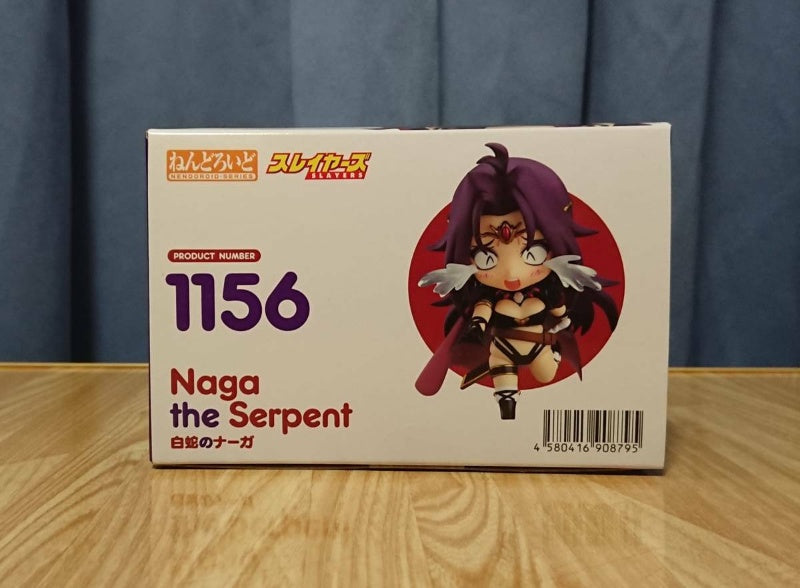 ねんどろいど
NENDOROID-SERIES
スレイヤーズ
SLAYERS
PRODUCT NUMBER
1156
Naga
the Serpent
白蛇のナーガ
4 580416 908795